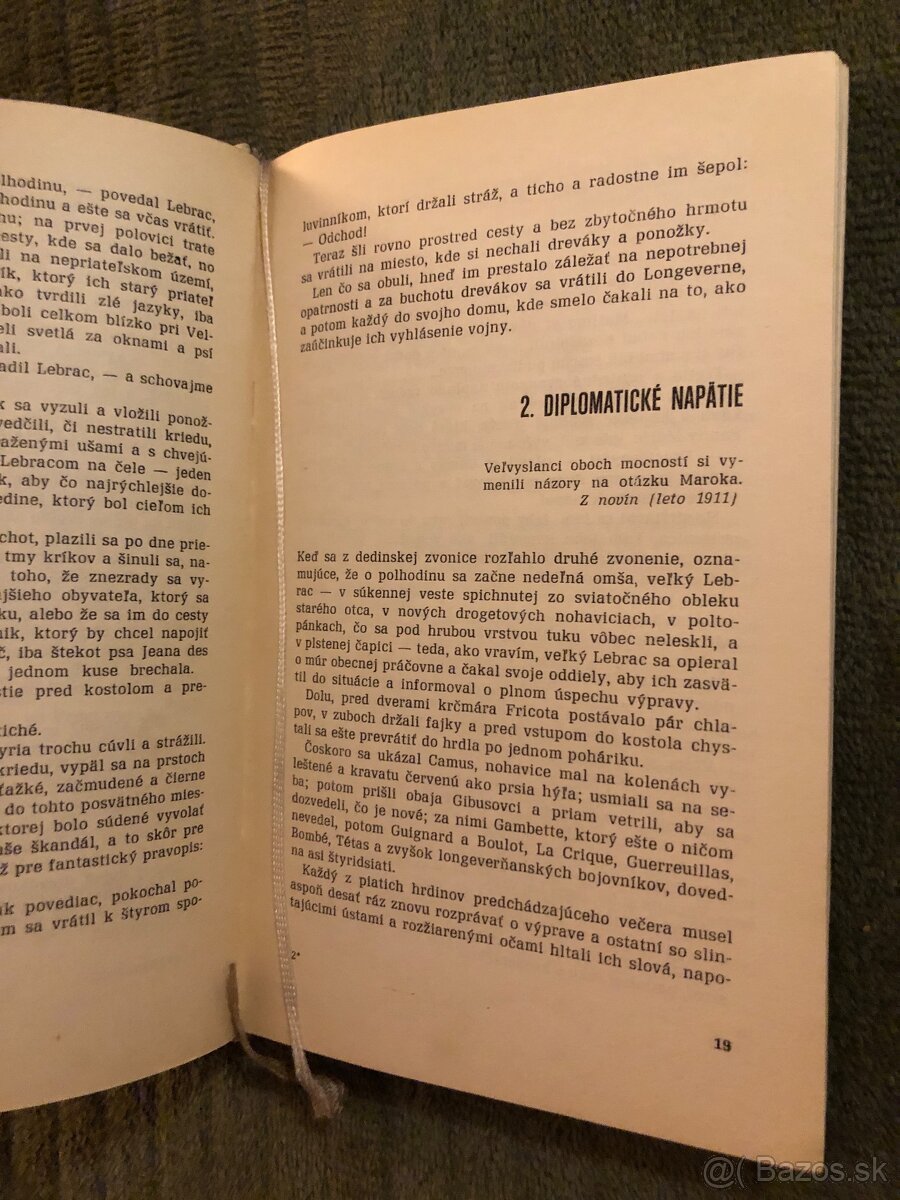 lhodinu, — povedal Lebrac,
hodinu a ešte sa včas vrátiť.
hu; na prvej polovici trate
esty, kde sa dalo bežať, no
li na nepriateľskom území,
ík, ktorý ich starý priateľ
ako tvrdili zlé jazyky, iba
boli celkom blízko pri Vel-
eli svetlá za oknami a psí
ali.
adil Lebrac, — a schovajme
k sa vyzuli a vložili ponož-
vedčili, či nestratili kriedu,
aženými ušami a s chvejú-
Lebracom na čele — jeden
k, aby čo najrýchlejšie do-
edine, ktorý bol cieľom ich
chot, plazili sa po dne prie-
tmy kríkov a šinuli sa, na-
toho, že znezrady sa vy-
ajšieho obyvateľa, ktorý sa
ku, alebo že sa im do cesty
ník, ktorý by chcel napojiť
č, iba štekot psa Jeana des
jednom kuse brechala.
stie pred kostolom a pre-
tiché.
yria trochu cúvli a strážili.
kriedu, vypäl sa na prstoch
ťažké, začmudené a čierne
do tohto posvätného mies-
ktorej bolo súdené vyvolať
aše škandál, a to skôr pre
ž pre fantastický pravopis:
ak povediac, pokochal po-
m sa vrátil k štyrom spo-
luvinníkom, ktorí držali stráž, a ticho a radostne im šepol:
— Odchod!
Teraz šli rovno prostred cesty a bez zbytočného hrmotu
sa vrátili na miesto, kde si nechali dreváky a ponožky.
Len čo sa obuli, hneď im prestalo záležať na nepotrebnej
opatrnosti a za buchotu drevákov sa vrátili do Longeverne,
a potom každý do svojho domu, kde smelo čakali na to, ako
zaúčinkuje ich vyhlásenie vojny.
2. DIPLOMATICKÉ NAPÄTIE
Veľvyslanci oboch mocností si vy-
menili názory na otázku Maroka.
Z novín (leto 1911)
Keď sa z dedinskej zvonice rozľahlo druhé zvonenie, ozna-
mujúce, že o polhodinu sa začne nedeľná omša, veľký Leb-
rac — v súkennej veste spichnutej zo sviatočného obleku
starého otca, v nových drogetových nohaviciach, v polto-
pánkach, čo sa pod hrubou vrstvou tuku vôbec neleskli, a
v plstenej čapici — teda, ako vravím, veľký Lebrac sa opieral
o múr obecnej práčovne a čakal svoje oddiely, aby ich zasvä-
til do situácie a informoval o plnom úspechu výpravy.
Dolu, pred dverami krčmára Fricota postávalo pár chla-
pov, v zuboch držali fajky a pred vstupom do kostola chys-
tali sa ešte prevrátiť do hrdla po jednom poháriku.
Čoskoro sa ukázal Camus, nohavice mal na kolenách vy-
leštené a kravatu červenú ako prsia hýľa; usmiali sa na se-
ba; potom prišli obaja Gibusovci a priam vetrili, aby sa
dozvedeli, čo je nové; za nimi Gambette, ktorý ešte o ničom
nevedel, potom Guignard a Boulot, La Crique, Guerreuillas,
Bombé, Tétas a zvyšok longeverňanských bojovníkov, doved-
na asi štyridsiati.
Každý z piatich hrdinov predchádzajúceho večera musel
aspoň desať ráz znovu rozprávať o výprave a ostatní so slin-
tajúcimi ústami a rozžiarenými očami hltali ich slová, napo-
2*
19
@( Bazos.sk